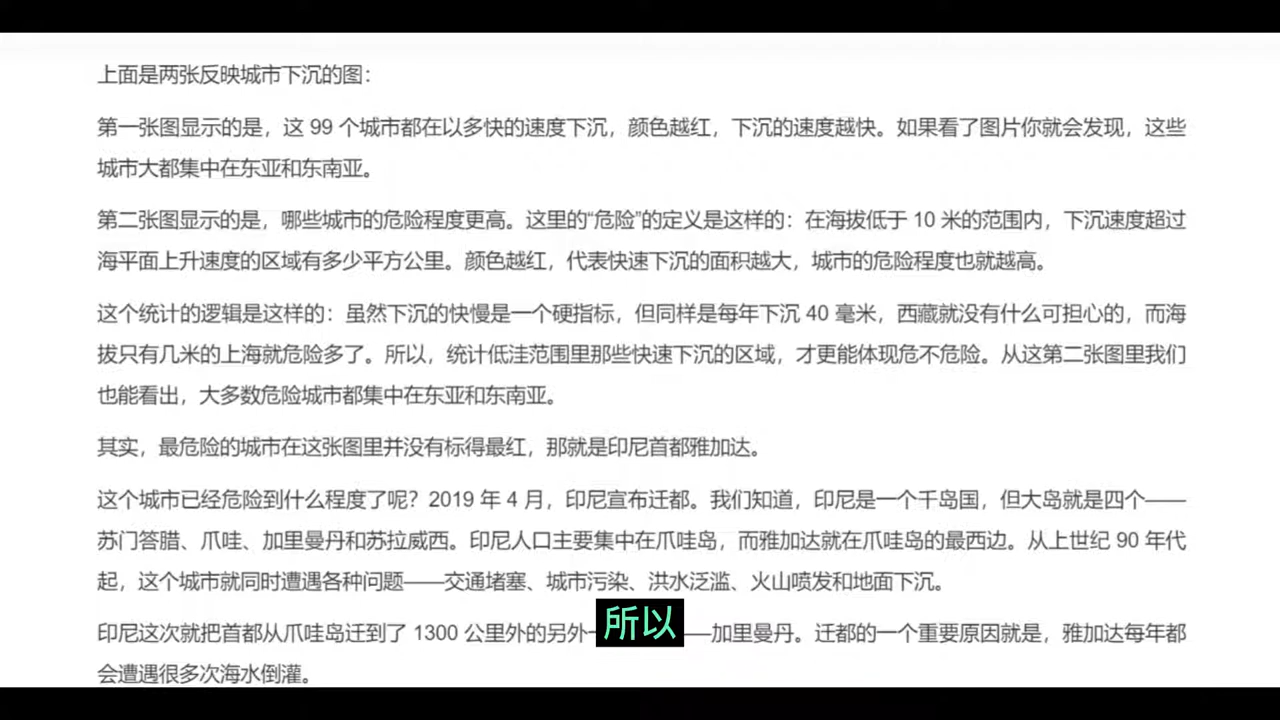 上面是两张反映城市下沉的图：
第一张图显示的是，这 99 个城市都在以多快的速度下沉，颜色越红，下沉的速度越快。如果看了图片你就会发现，这些
城市大都集中在东亚和东南亚。
第二张图显示的是，哪些城市的危险程度更高。这里的“危险”的定义是这样的：在海拔低于 10 米的范围内，下沉速度超过
海平面上升速度的区域有多少平方公里。颜色越红，代表快速下沉的面积越大，城市的危险程度也就越高。
这个统计的逻辑是这样的：虽然下沉的快慢是一个硬指标，但同样是每年下沉 40 毫米，西藏就没有什么可担心的，而海
拔只有几米的上海就危险多了。所以，统计低洼范围里那些快速下沉的区域，才更能体现危不危险。从这第二张图里我们
也能看出，大多数危险城市都集中在东亚和东南亚。
其实，最危险的城市在这张图里并没有标得最红，那就是印尼首都雅加达。
这个城市已经危险到什么程度了呢？2019 年 4 月，印尼宣布迁都。我们知道，印尼是一个千岛国，但大岛就是四个——
苏门答腊、爪哇、加里曼丹和苏拉威西。印尼人口主要集中在爪哇岛，而雅加达就在爪哇岛的最西边。从上世纪 90 年代
起，这个城市就同时遭遇各种问题——交通堵塞、城市污染、洪水泛滥、火山喷发和地面下沉。
印尼这次就把首都从爪哇岛迁到了 1300 公里外的另外一 所以 ——加里曼丹。迁都的一个重要原因就是，雅加达每年都
会遭遇很多次海水倒灌。